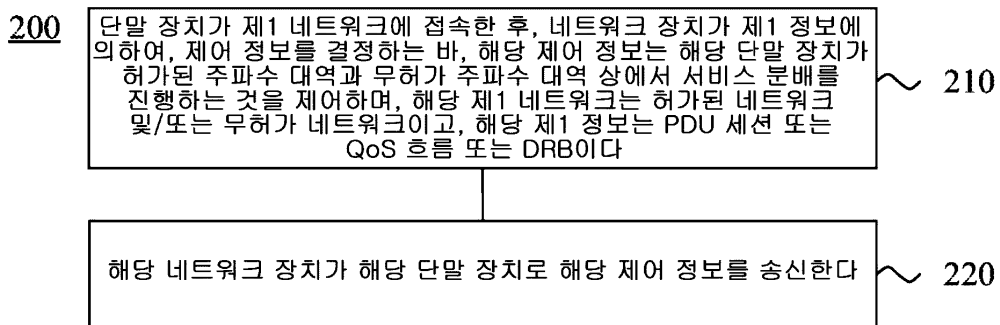 200
단말 장치가 제1 네트워크에 접속한 후, 네트워크 장치가 제1 정보에
의하여, 제어 정보를 결정하는 바, 해당 제어 정보는 해당 단말 장치가
허가된 주파수 대역과 무허가 주파수 대역 상에서 서비스 분배를
진행하는 것을 제어하며, 해당 제1 네트워크는 허가된 네트워크
및/또는 무허가 네트워크이고, 해당 제1 정보는 PDU 세션 또는
QoS 흐름 또는 DRB이다
210
해당 네트워크 장치가 해당 단말 장치로 해당 제어 정보를 송신한다
220